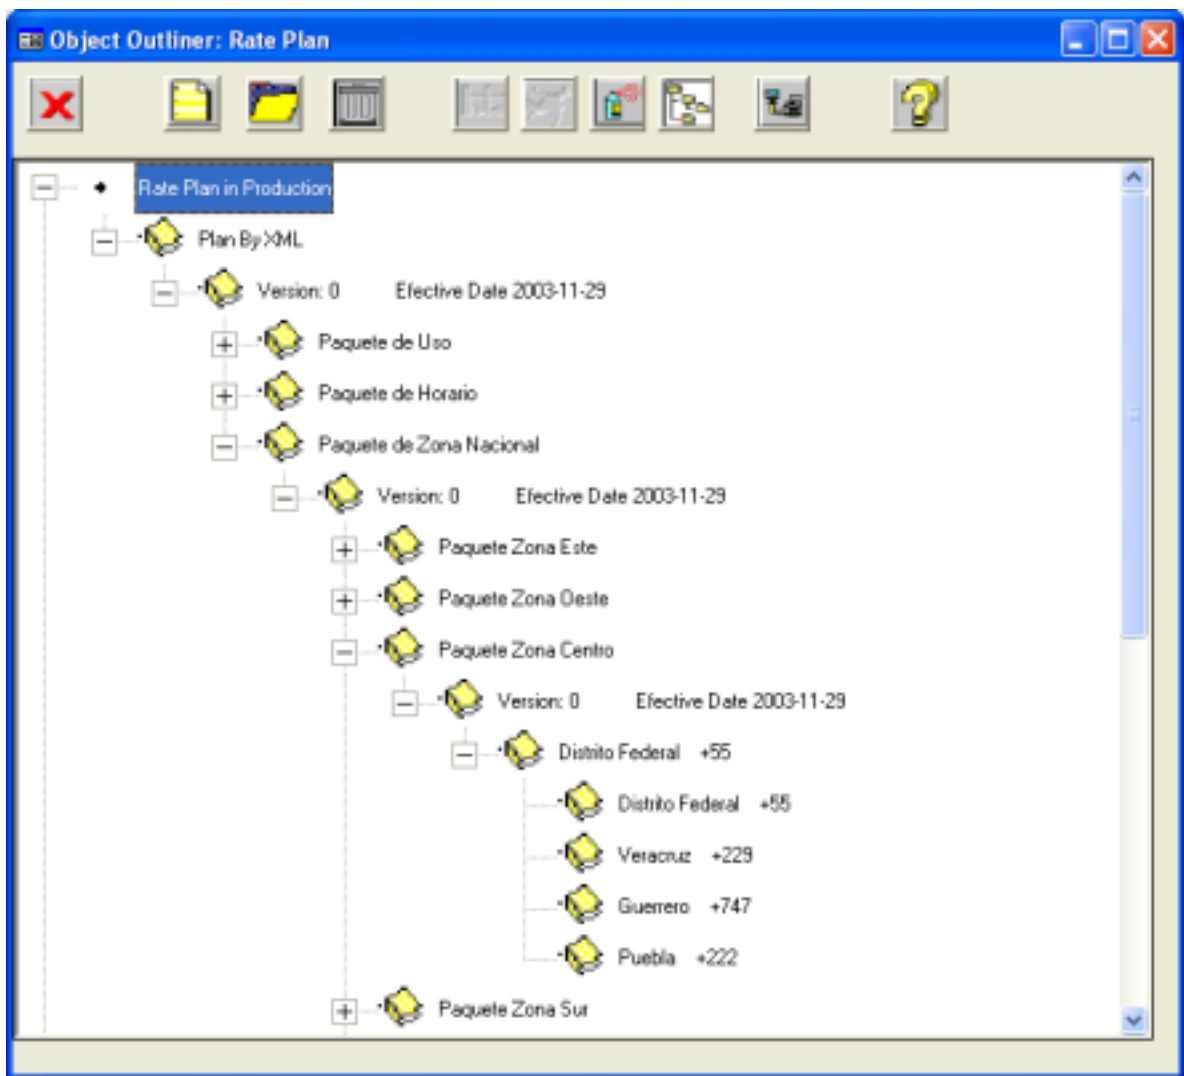 Object Outliner: Rate Plan
Rate Plan in Production
Plan By XML
Version: 0 Efective Date 2003-11-29
Paquete de Uso
Paquete de Horario
Paquete de Zona Nacional
Version: 0 Efective Date 2003-11-29
Paquete Zona Este
Paquete Zona Oeste
Paquete Zona Centro
Version: 0 Efective Date 2003-11-29
Distrito Federal +55
Distrito Federal +55
Veracruz +229
Guerrero +747
Puebla +222
Paquete Zona Sur